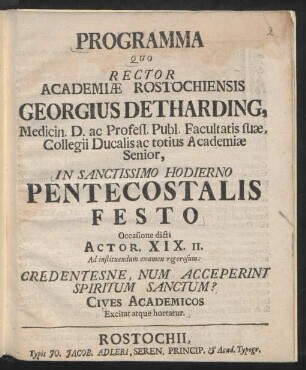 PROGRAMMA
QUO
RECTOR
ACADEMIÆ ROSTOCHIENSIS
GEORGIUS DETHARDING,
Medicin. D. ac Profess. Publ. Facultatis suæ,
Collegii Ducalis ac totius Academiæ
Senior,
IN SANCTISSIMO HODIERNO
PENTECOSTALIS
FESTO
Occasione dicti
ACTOR. XIX. II.
Ad instituendum examen rigorosum:
CREDENTESNE, NUM ACCEPERINT
SPIRITUM SANCTUM?
CIVES ACADEMICOS
Excitat atque hortatur.
ROSTOCHII,
Typis JO. JACOB. ADLERI, SEREN. PRINCIP. & Acad. Typogr.